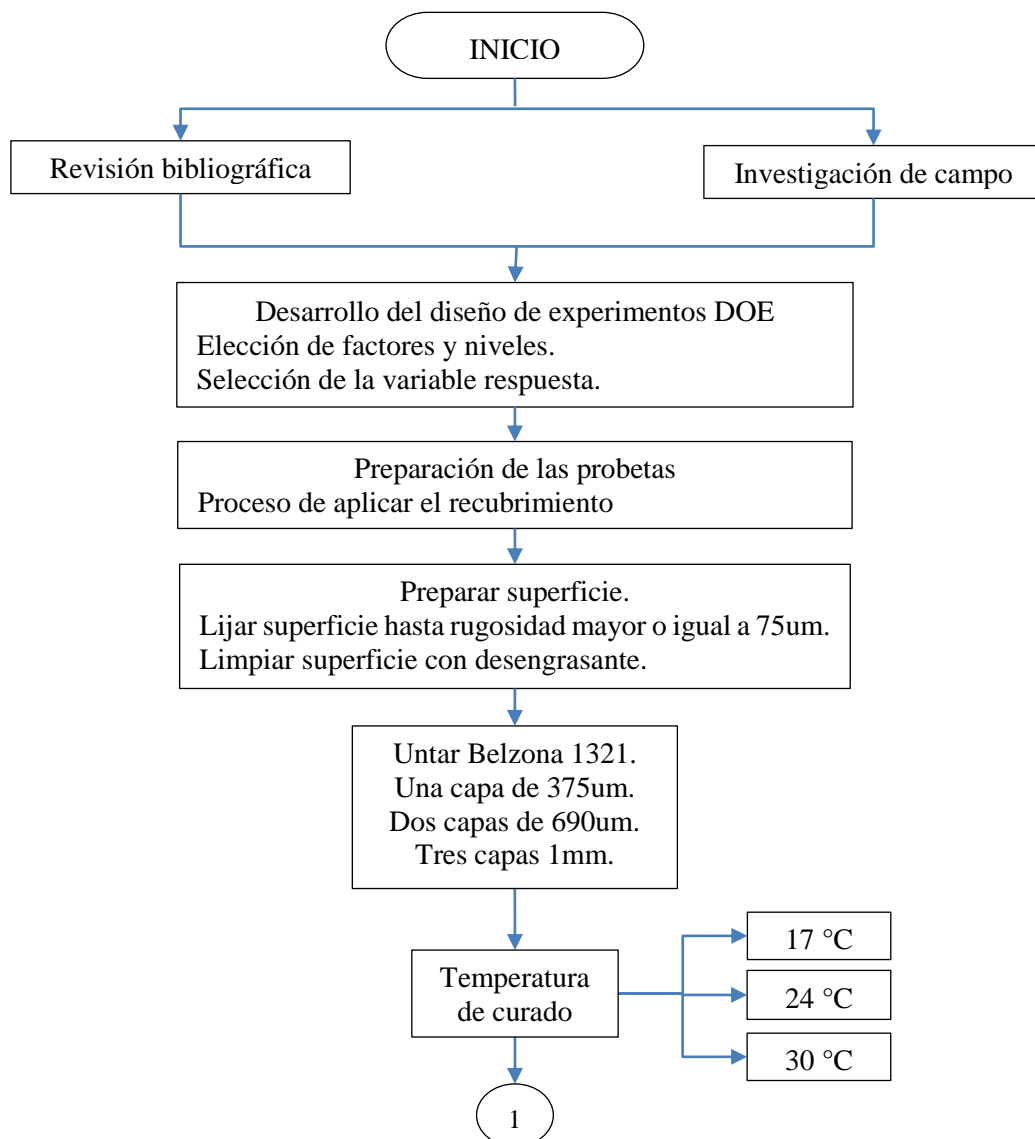 INICIO
Revisión bibliográfica
Investigación de campo
Desarrollo del diseño de experimentos DOE
Elección de factores y niveles.
Selección de la variable respuesta.
Preparación de las probetas
Proceso de aplicar el recubrimiento
Preparar superficie.
Lijar superficie hasta rugosidad mayor o igual a 75um.
Limpiar superficie con desengrasante.
Untar Belzona 1321.
Una capa de 375um.
Dos capas de 690um.
Tres capas 1mm.
Temperatura
de curado
17 °C
24 °C
30 °C
1